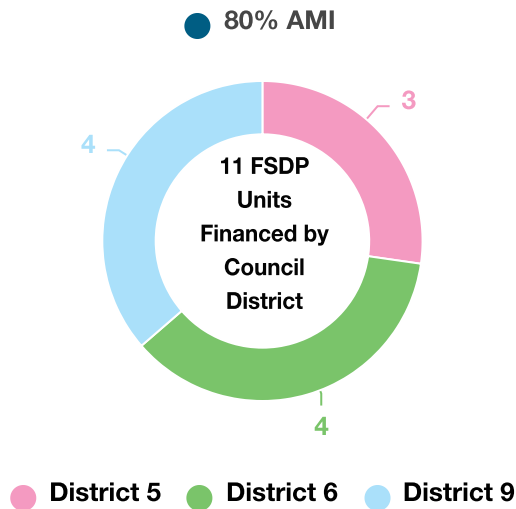 80% AMI
3
4
11 FSDP
Units
Financed by
Council
District
4
District 5 District 6 District 9